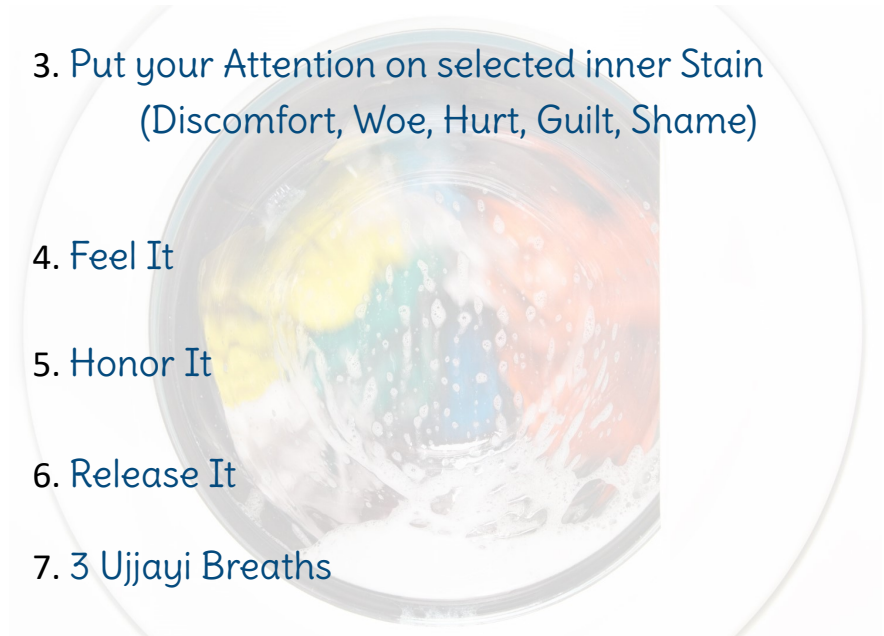 3. Put your Attention on selected inner Stain
(Discomfort, Woe, Hurt, Guilt, Shame)
4. Feel It
5. Honor It
6. Release It
7. 3 Ujjayi Breaths